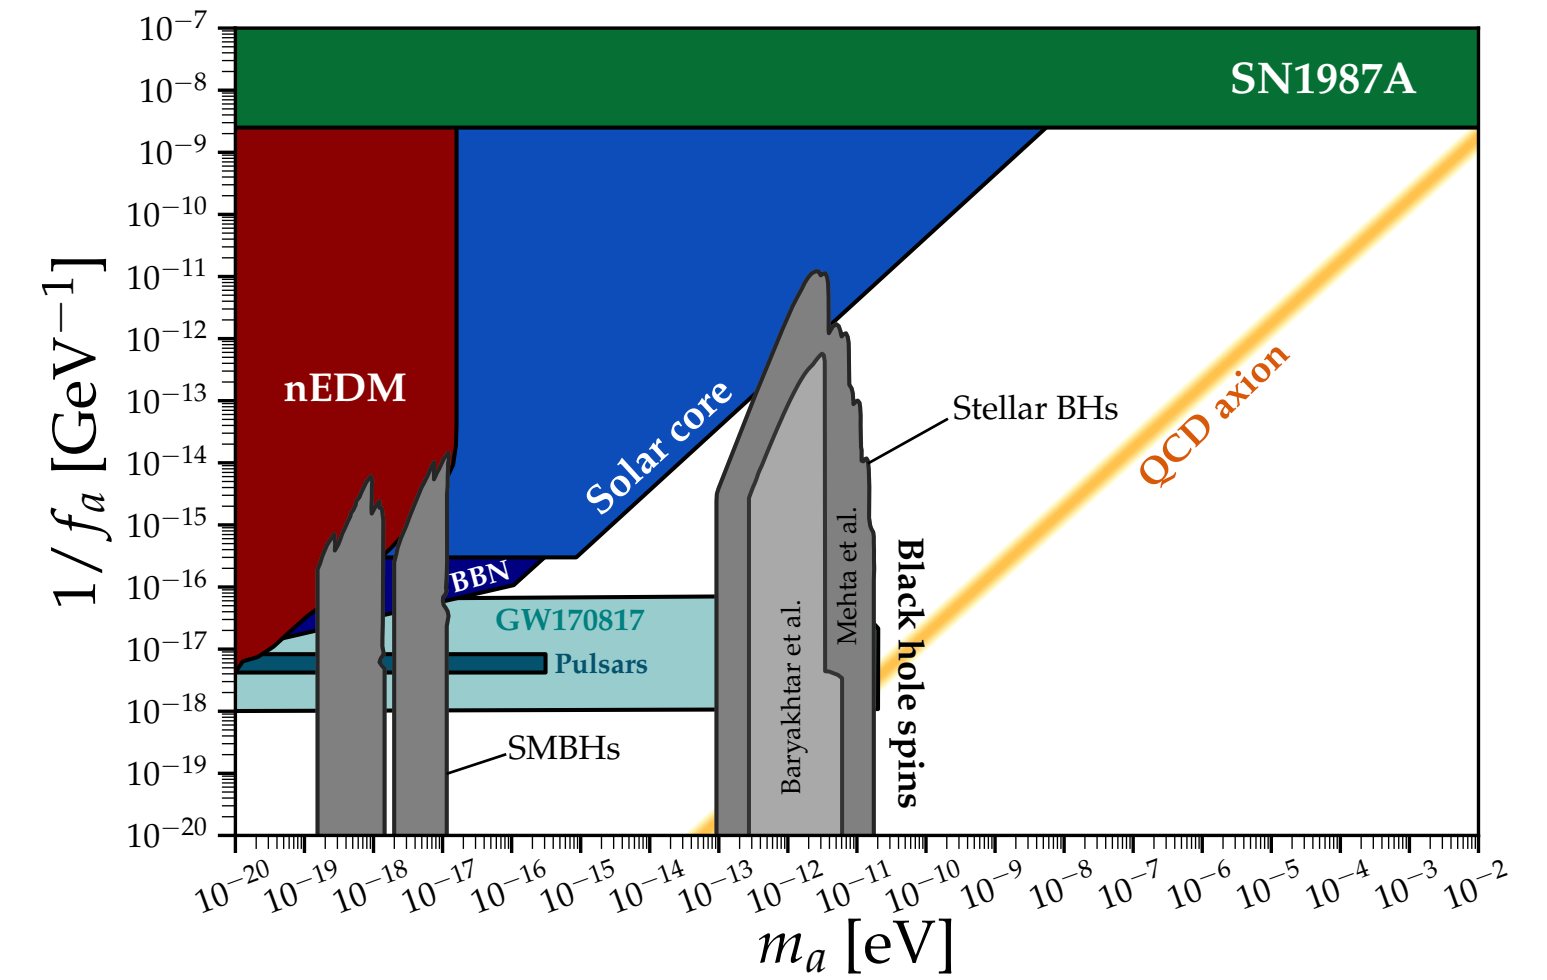 10⁻⁷
10⁻⁸
10⁻⁹
10⁻¹⁰
10⁻¹¹
10⁻¹²
10⁻¹³
10⁻¹⁴
10⁻¹⁵
10⁻¹⁶
10⁻¹⁷
10⁻¹⁸
10⁻¹⁹
10⁻²⁰
1/fₐ [GeV⁻¹]
SN1987A
nEDM
Solar core
Stellar BHs
QCD axion
BBN
GW170817
Pulsars
SMBHs
Baryakhtar et al.
Mehta et al.
Black hole spins
10⁻²⁰ 10⁻¹⁹ 10⁻¹⁸ 10⁻¹⁷ 10⁻¹⁶ 10⁻¹⁵ 10⁻¹⁴ 10⁻¹³ 10⁻¹² 10⁻¹¹ 10⁻¹⁰ 10⁻⁹ 10⁻⁸ 10⁻⁷ 10⁻⁶ 10⁻⁵ 10⁻⁴ 10⁻³ 10⁻²
mₐ [eV]